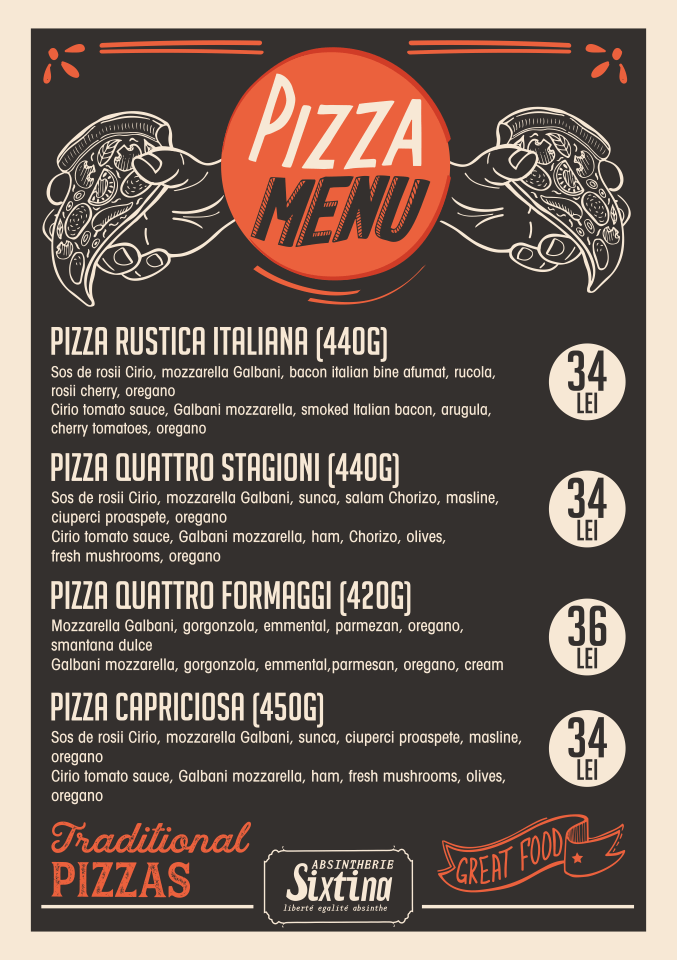 PIZZA
MENU
PIZZA RUSTICA ITALIANA (440G)
Sos de rosii Cirio, mozzarella Galbani, bacon italian bine afumat, rucola,
rosii cherry, oregano
Cirio tomato sauce, Galbani mozzarella, smoked Italian bacon, arugula,
cherry tomatoes, oregano
34
LEI
PIZZA QUATTRO STAGIONI (440G)
Sos de rosii Cirio, mozzarella Galbani, sunca, salam Chorizo, masline,
ciuperci proaspete, oregano
Cirio tomato sauce, Galbani mozzarella, ham, Chorizo, olives,
fresh mushrooms, oregano
34
LEI
PIZZA QUATTRO FORMAGGI (420G)
Mozzarella Galbani, gorgonzola, emmental, parmezan, oregano,
smantana dulce
Galbani mozzarella, gorgonzola, emmental,parmesan, oregano, cream
36
LEI
PIZZA CAPRICIOSA (450G)
Sos de rosii Cirio, mozzarella Galbani, sunca, ciuperci proaspete, masline,
oregano
Cirio tomato sauce, Galbani mozzarella, ham, fresh mushrooms, olives,
oregano
34
LEI
Traditional
PIZZAS
ABSINTHERIE
Sixtina
liberté egalité absinthe
GREAT FOOD